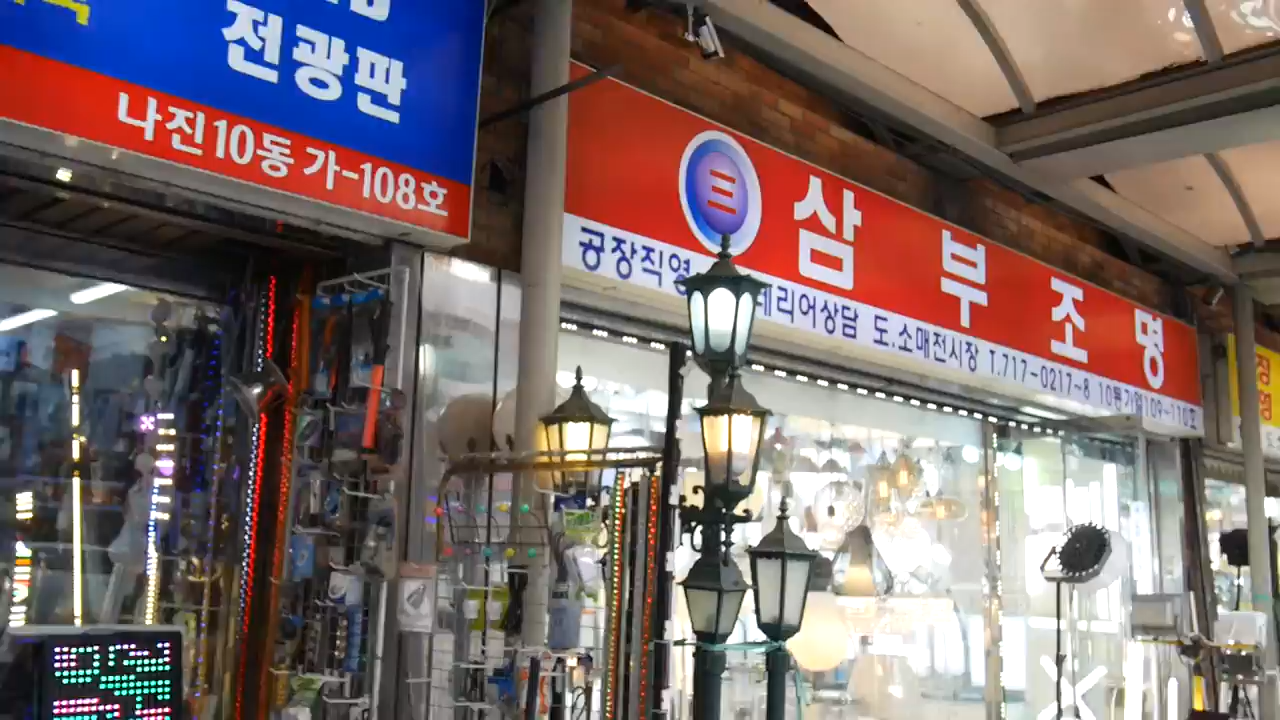 전광판
나진10동 가-108호
三 삼부조명
공장직영 테리어상담 도.소매전시장 T.717-0217~8 10동가열109-110호